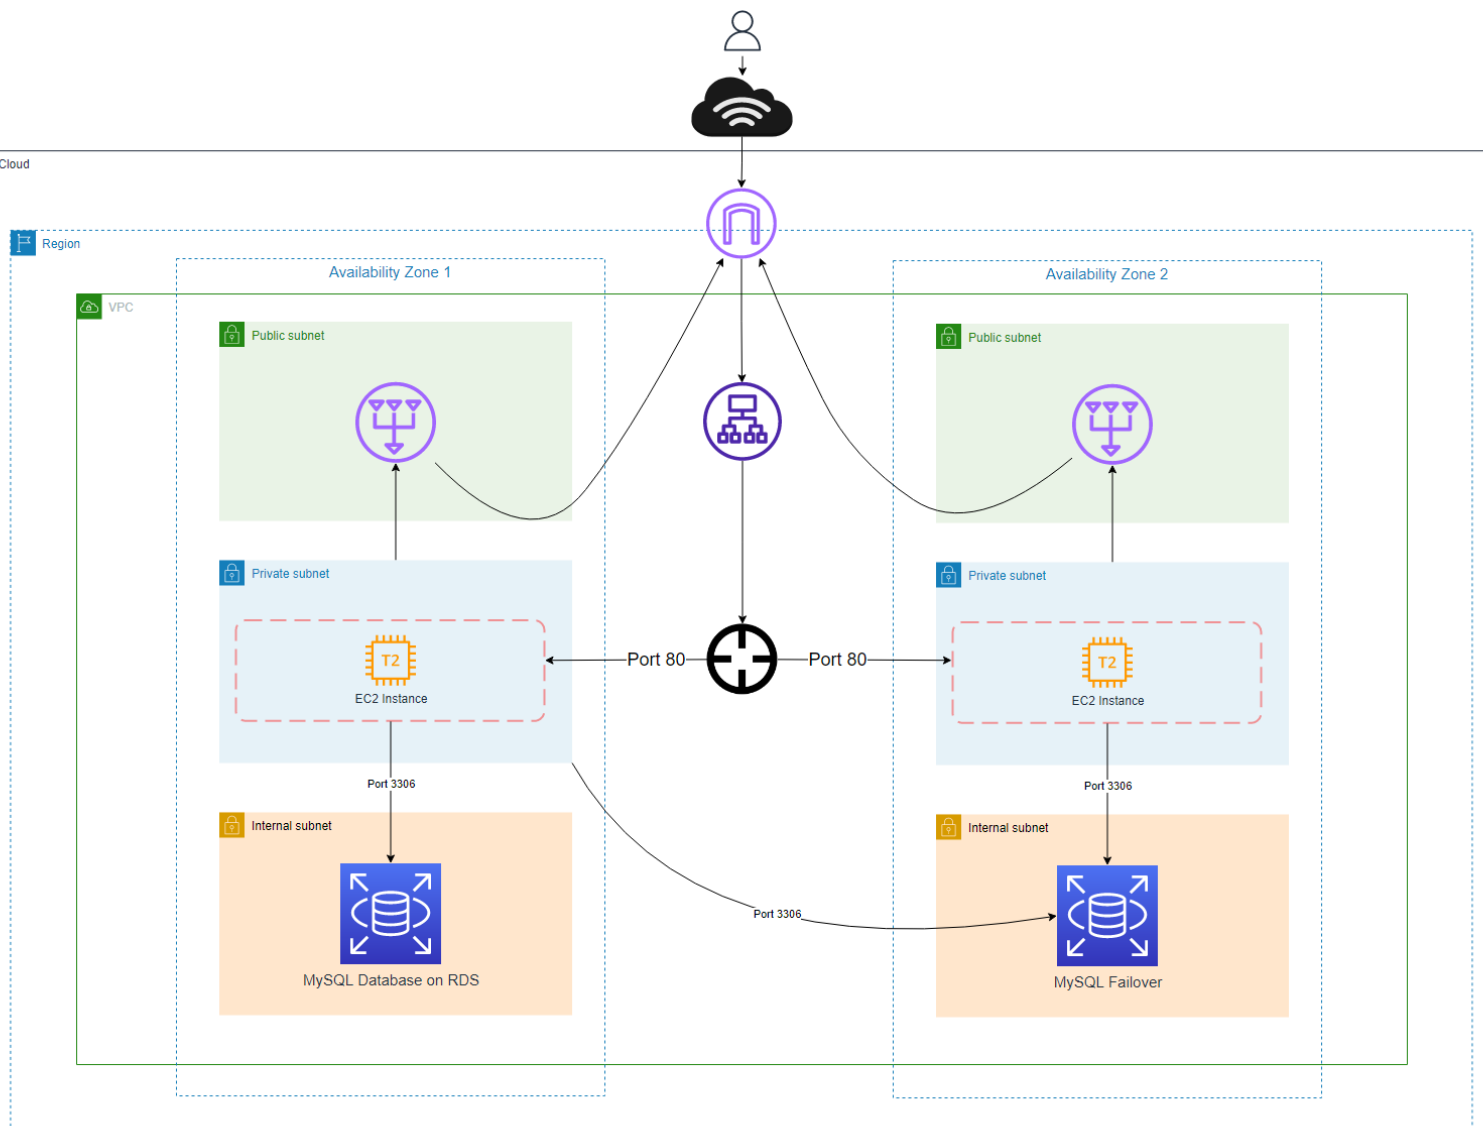 Cloud
Region
Availability Zone 1
Availability Zone 2
VPC
Public subnet
Public subnet
Private subnet
Private subnet
T2
EC2 Instance
Port 80
Port 80
T2
EC2 Instance
Port 3306
Port 3306
Internal subnet
Internal subnet
Port 3306
MySQL Database on RDS
MySQL Failover